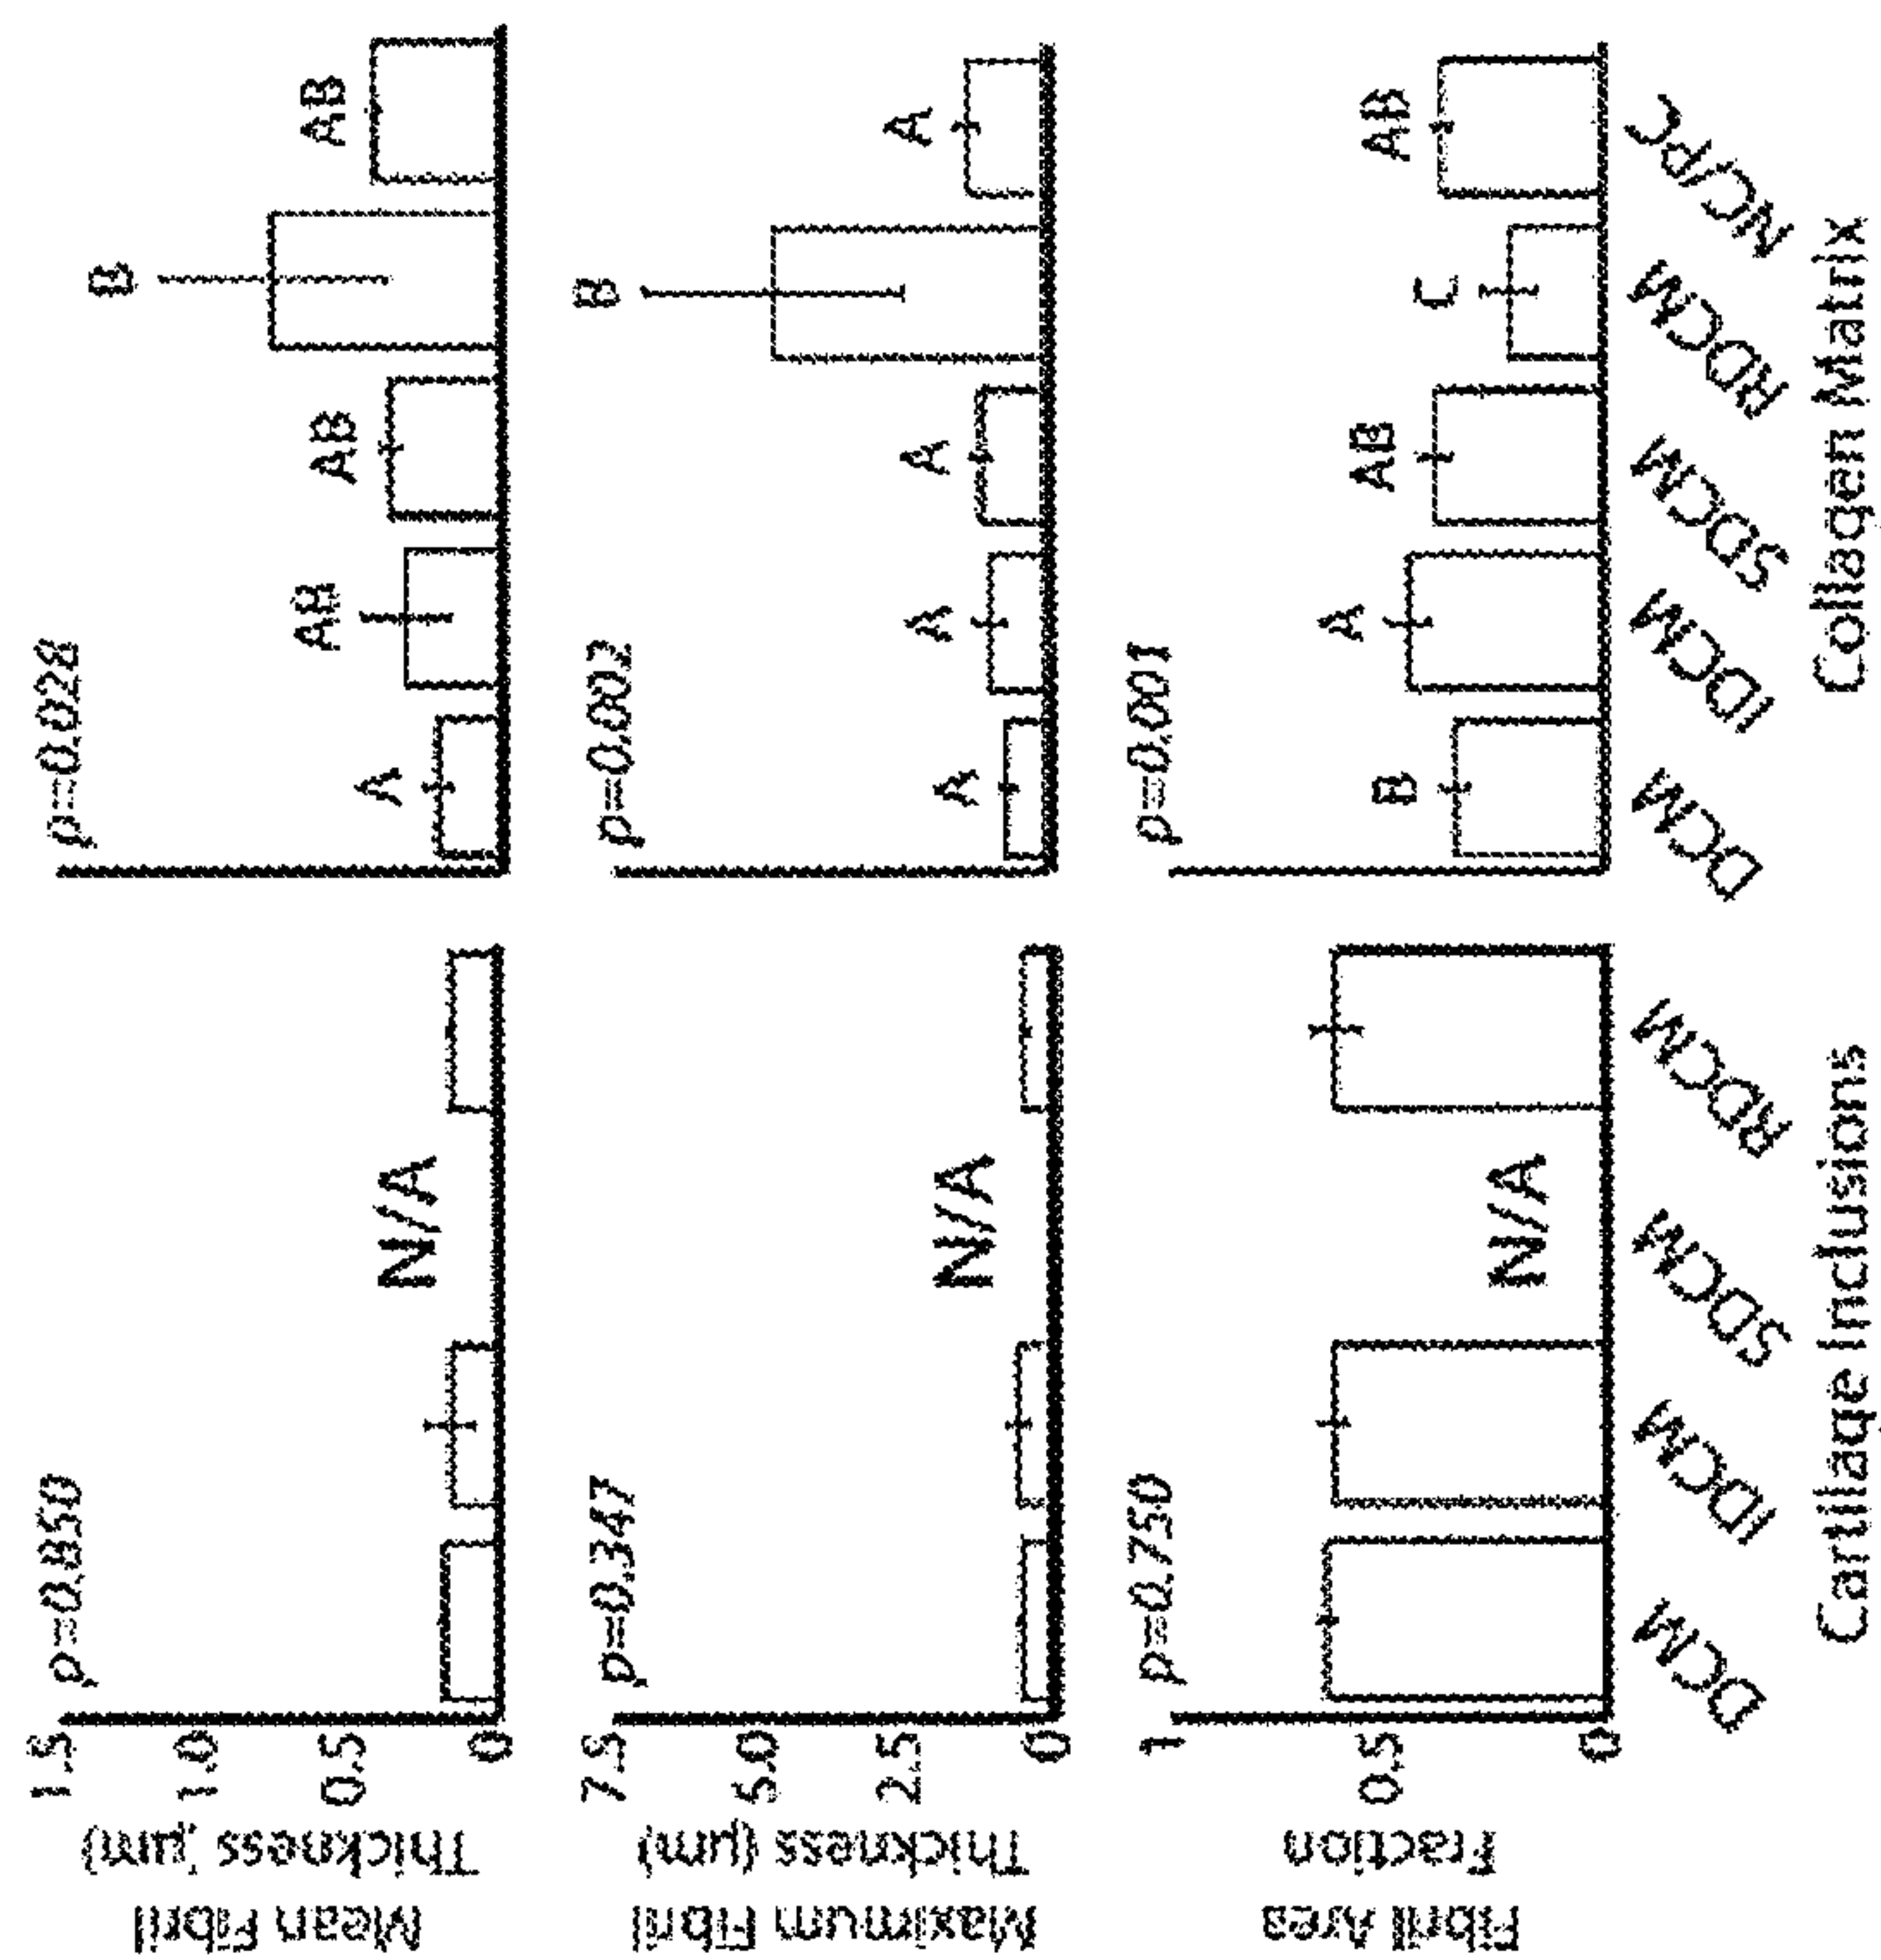 Mean Fibril
Thickness (µm)
1.5
1.0
0.5
0
p=0.850
N/A
p=0.028
A
AB
AB
B
AB
Maximum Fibril
Thickness (µm)
7.5
5.0
2.5
0
p=0.347
N/A
p=0.002
A
A
A
B
A
Fibril Area
Fraction
1
0.5
0
p=0.750
N/A
p=0.001
B
A
AB
C
AB
DCM
IDCM
SDCM
RDCM
DCM
IDCM
SDCM
RDCM
NC/PC
Cartilage Inclusions
Collagen Matrix